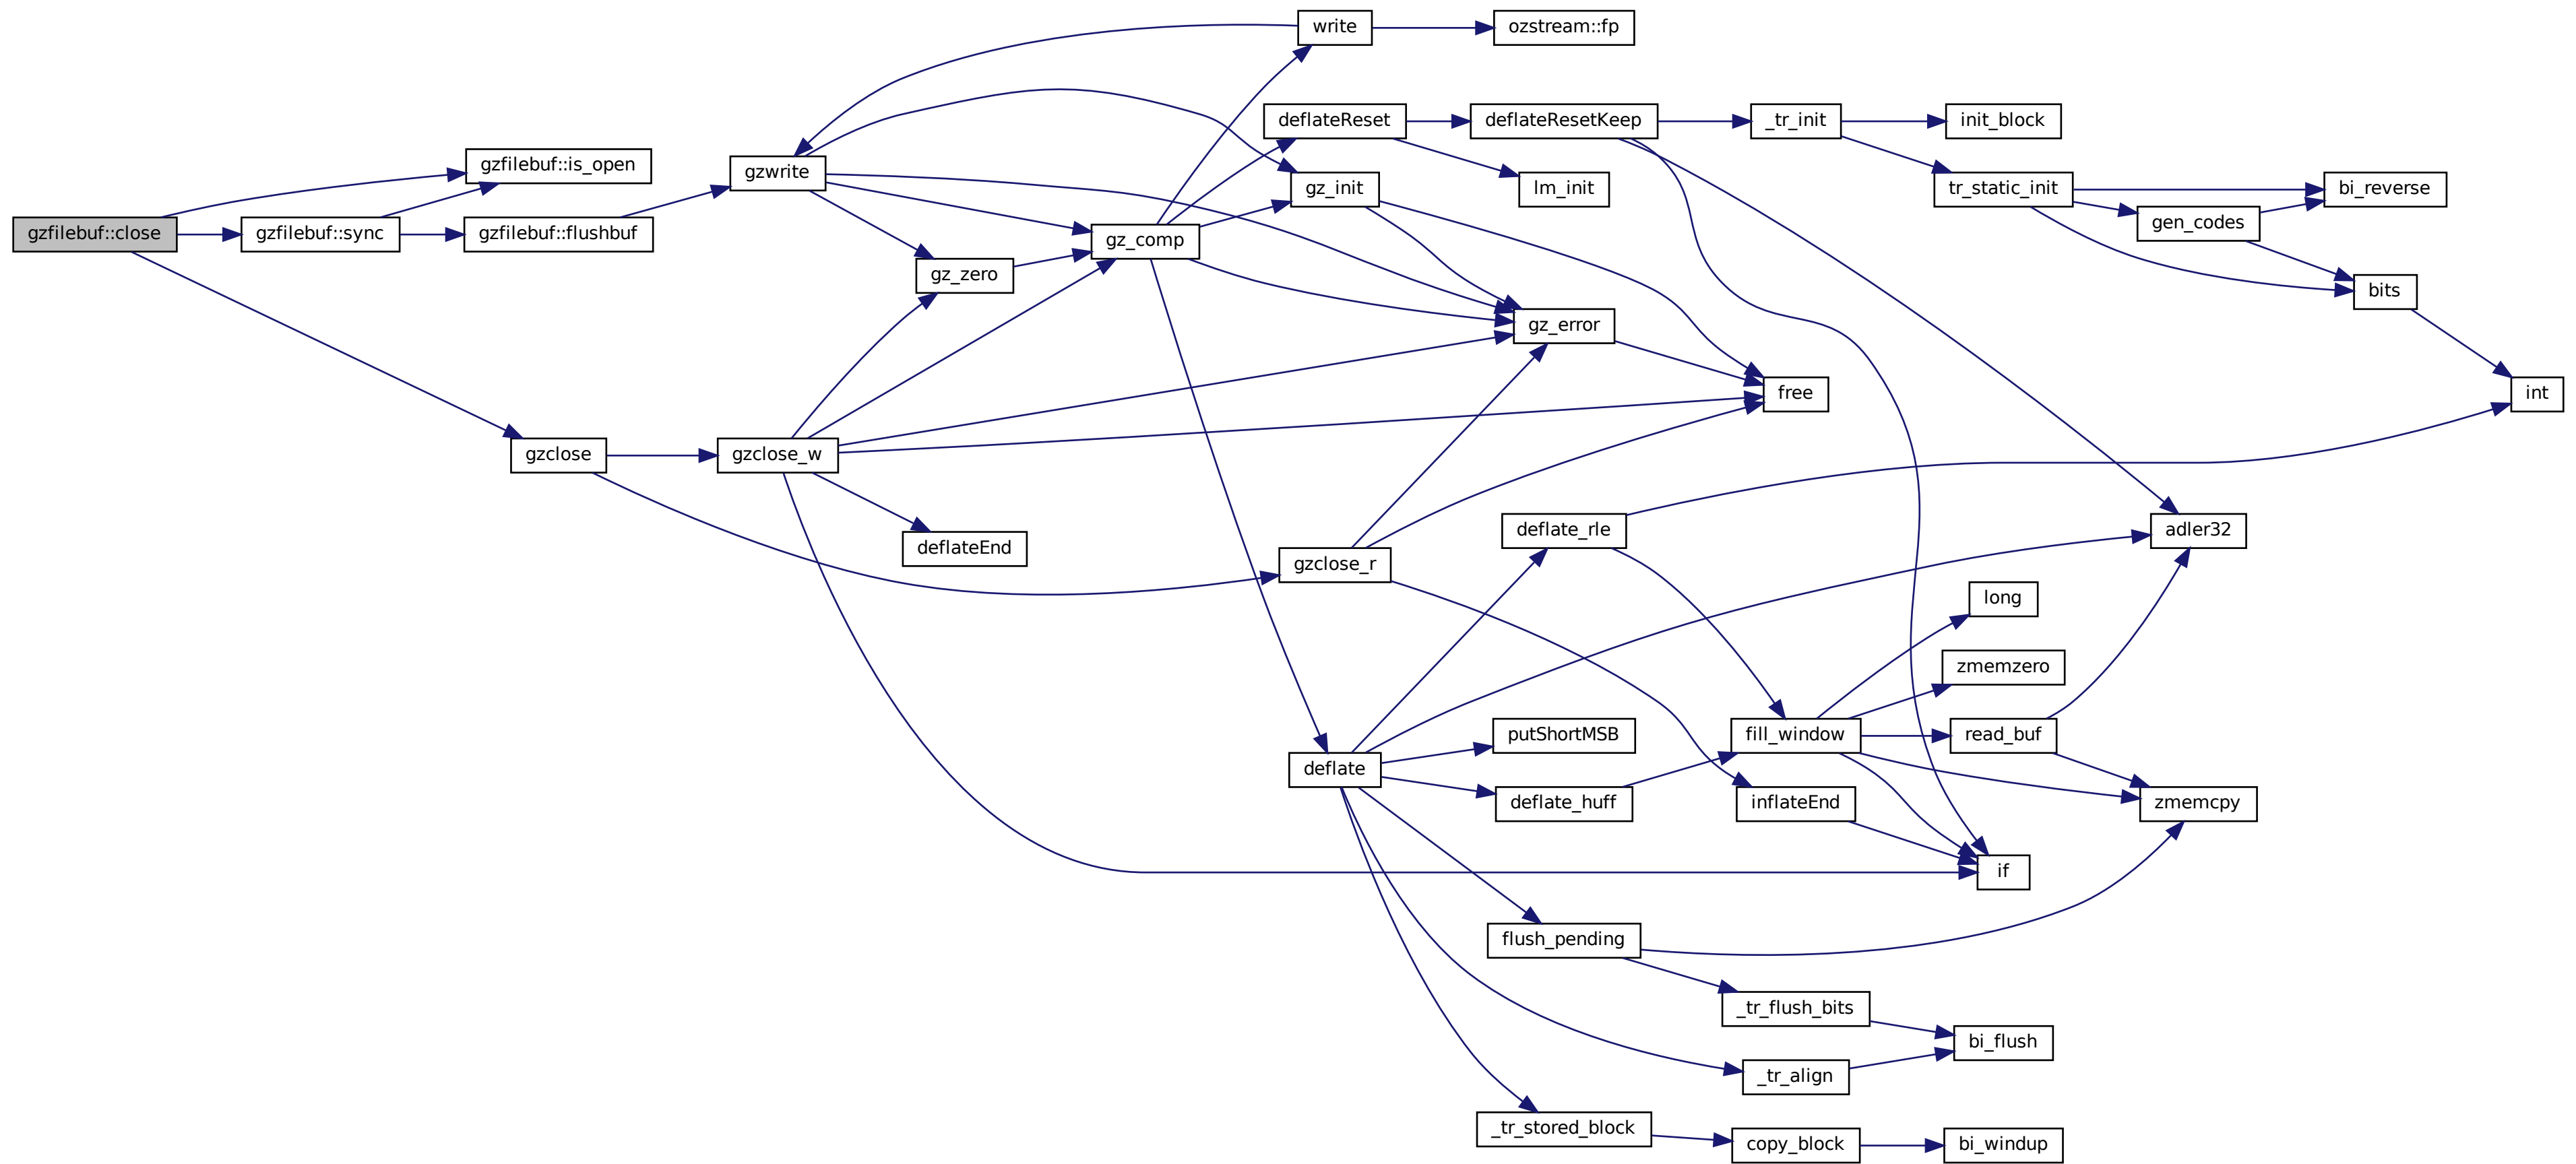 write
ozstream::fp
deflateReset
deflateResetKeep
_tr_init
init_block
gzfilebuf::is_open
gzwrite
gz_init
lm_init
tr_static_init
bi_reverse
gzfilebuf::close
gzfilebuf::sync
gzfilebuf::flushbuf
gz_comp
gen_codes
gz_zero
bits
gz_error
free
int
gzclose
gzclose_w
deflateEnd
deflate_rle
adler32
gzclose_r
long
zmemzero
putShortMSB
fill_window
read_buf
deflate
deflate_huff
inflateEnd
zmemcpy
if
flush_pending
_tr_flush_bits
bi_flush
_tr_align
_tr_stored_block
copy_block
bi_windup